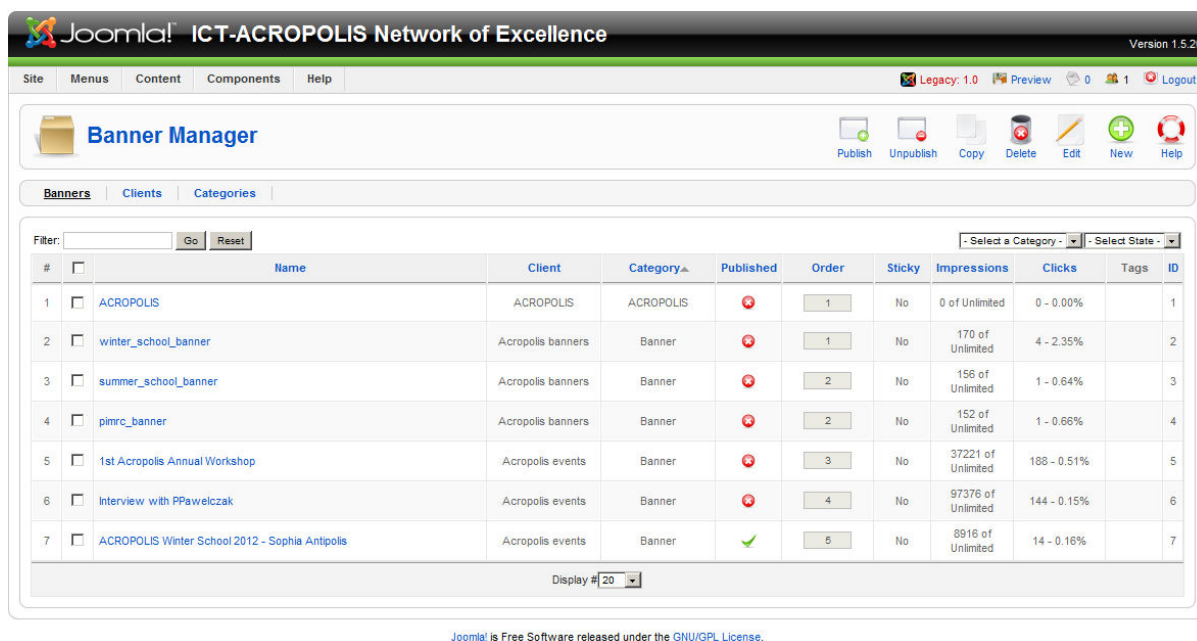 Joomla! ICT-ACROPOLIS Network of Excellence
Version 1.5.2
Site Menus Content Components Help Legacy: 1.0 Preview 0 1 Logout
Banner Manager
Publish Unpublish Copy Delete Edit New Help
Banners Clients Categories
Filter: Go Reset - Select a Category - - Select State -
# Name Client Category Published Order Sticky Impressions Clicks Tags ID
1 ACROPOLIS ACROPOLIS ACROPOLIS 1 No 0 of Unlimited 0 - 0.00% 1
2 winter_school_banner Acropolis banners Banner 1 No 170 of Unlimited 4 - 2.35% 2
3 summer_school_banner Acropolis banners Banner 2 No 156 of Unlimited 1 - 0.64% 3
4 pimrc_banner Acropolis banners Banner 2 No 152 of Unlimited 1 - 0.66% 4
5 1st Acropolis Annual Workshop Acropolis events Banner 3 No 37221 of Unlimited 188 - 0.51% 5
6 Interview with PPawelczak Acropolis events Banner 4 No 97376 of Unlimited 144 - 0.15% 6
7 ACROPOLIS Winter School 2012 - Sophia Antipolis Acropolis events Banner 5 No 8916 of Unlimited 14 - 0.16% 7
Display # 20
Joomla! is Free Software released under the GNU/GPL License.